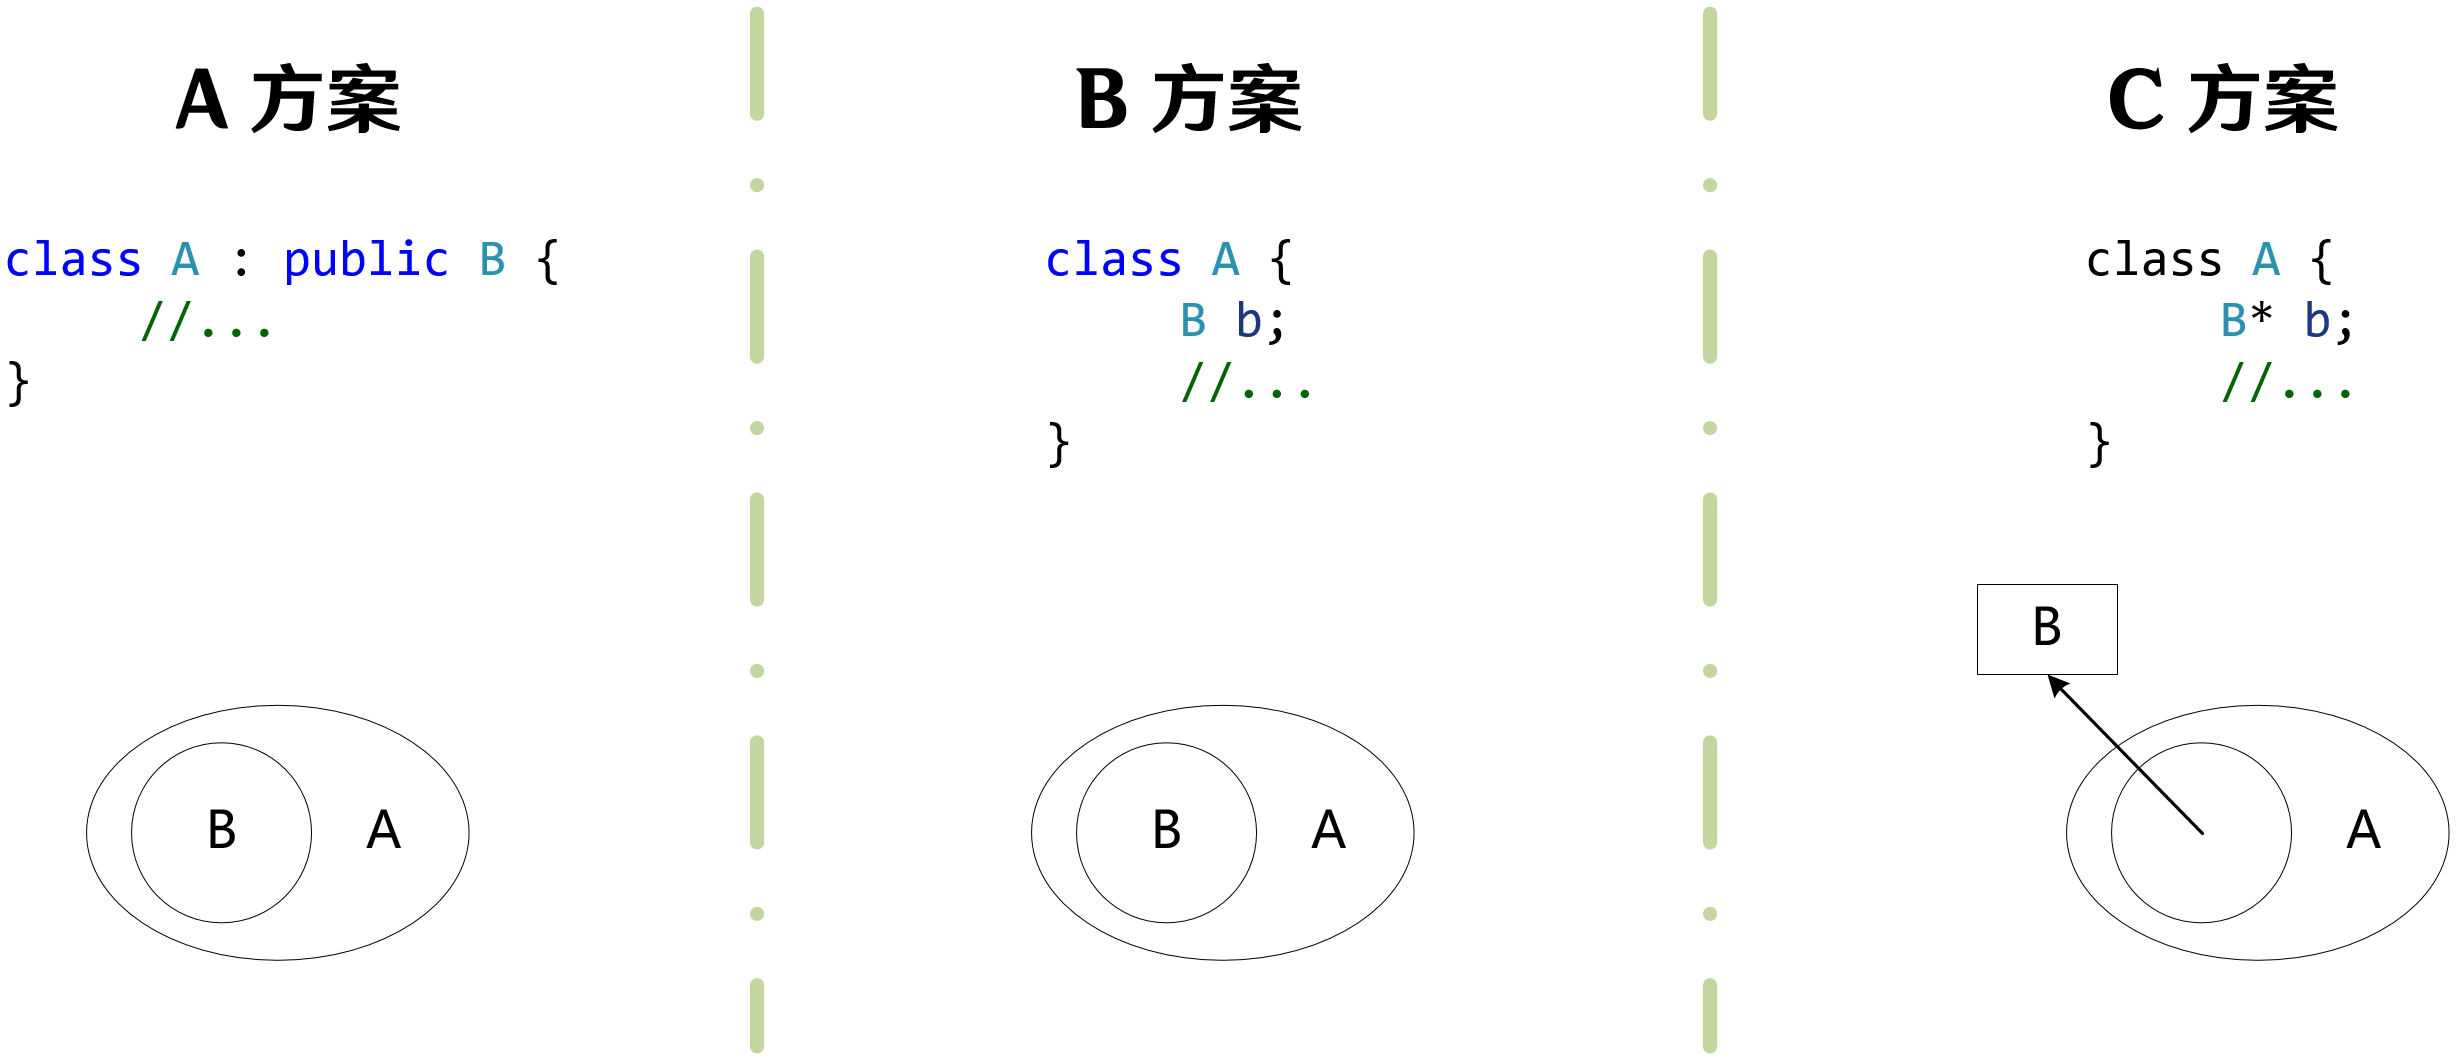 A 方案
class A : public B {
//...
}
B A
B 方案
class A {
B b;
//...
}
B A
C 方案
class A {
B* b;
//...
}
B
A